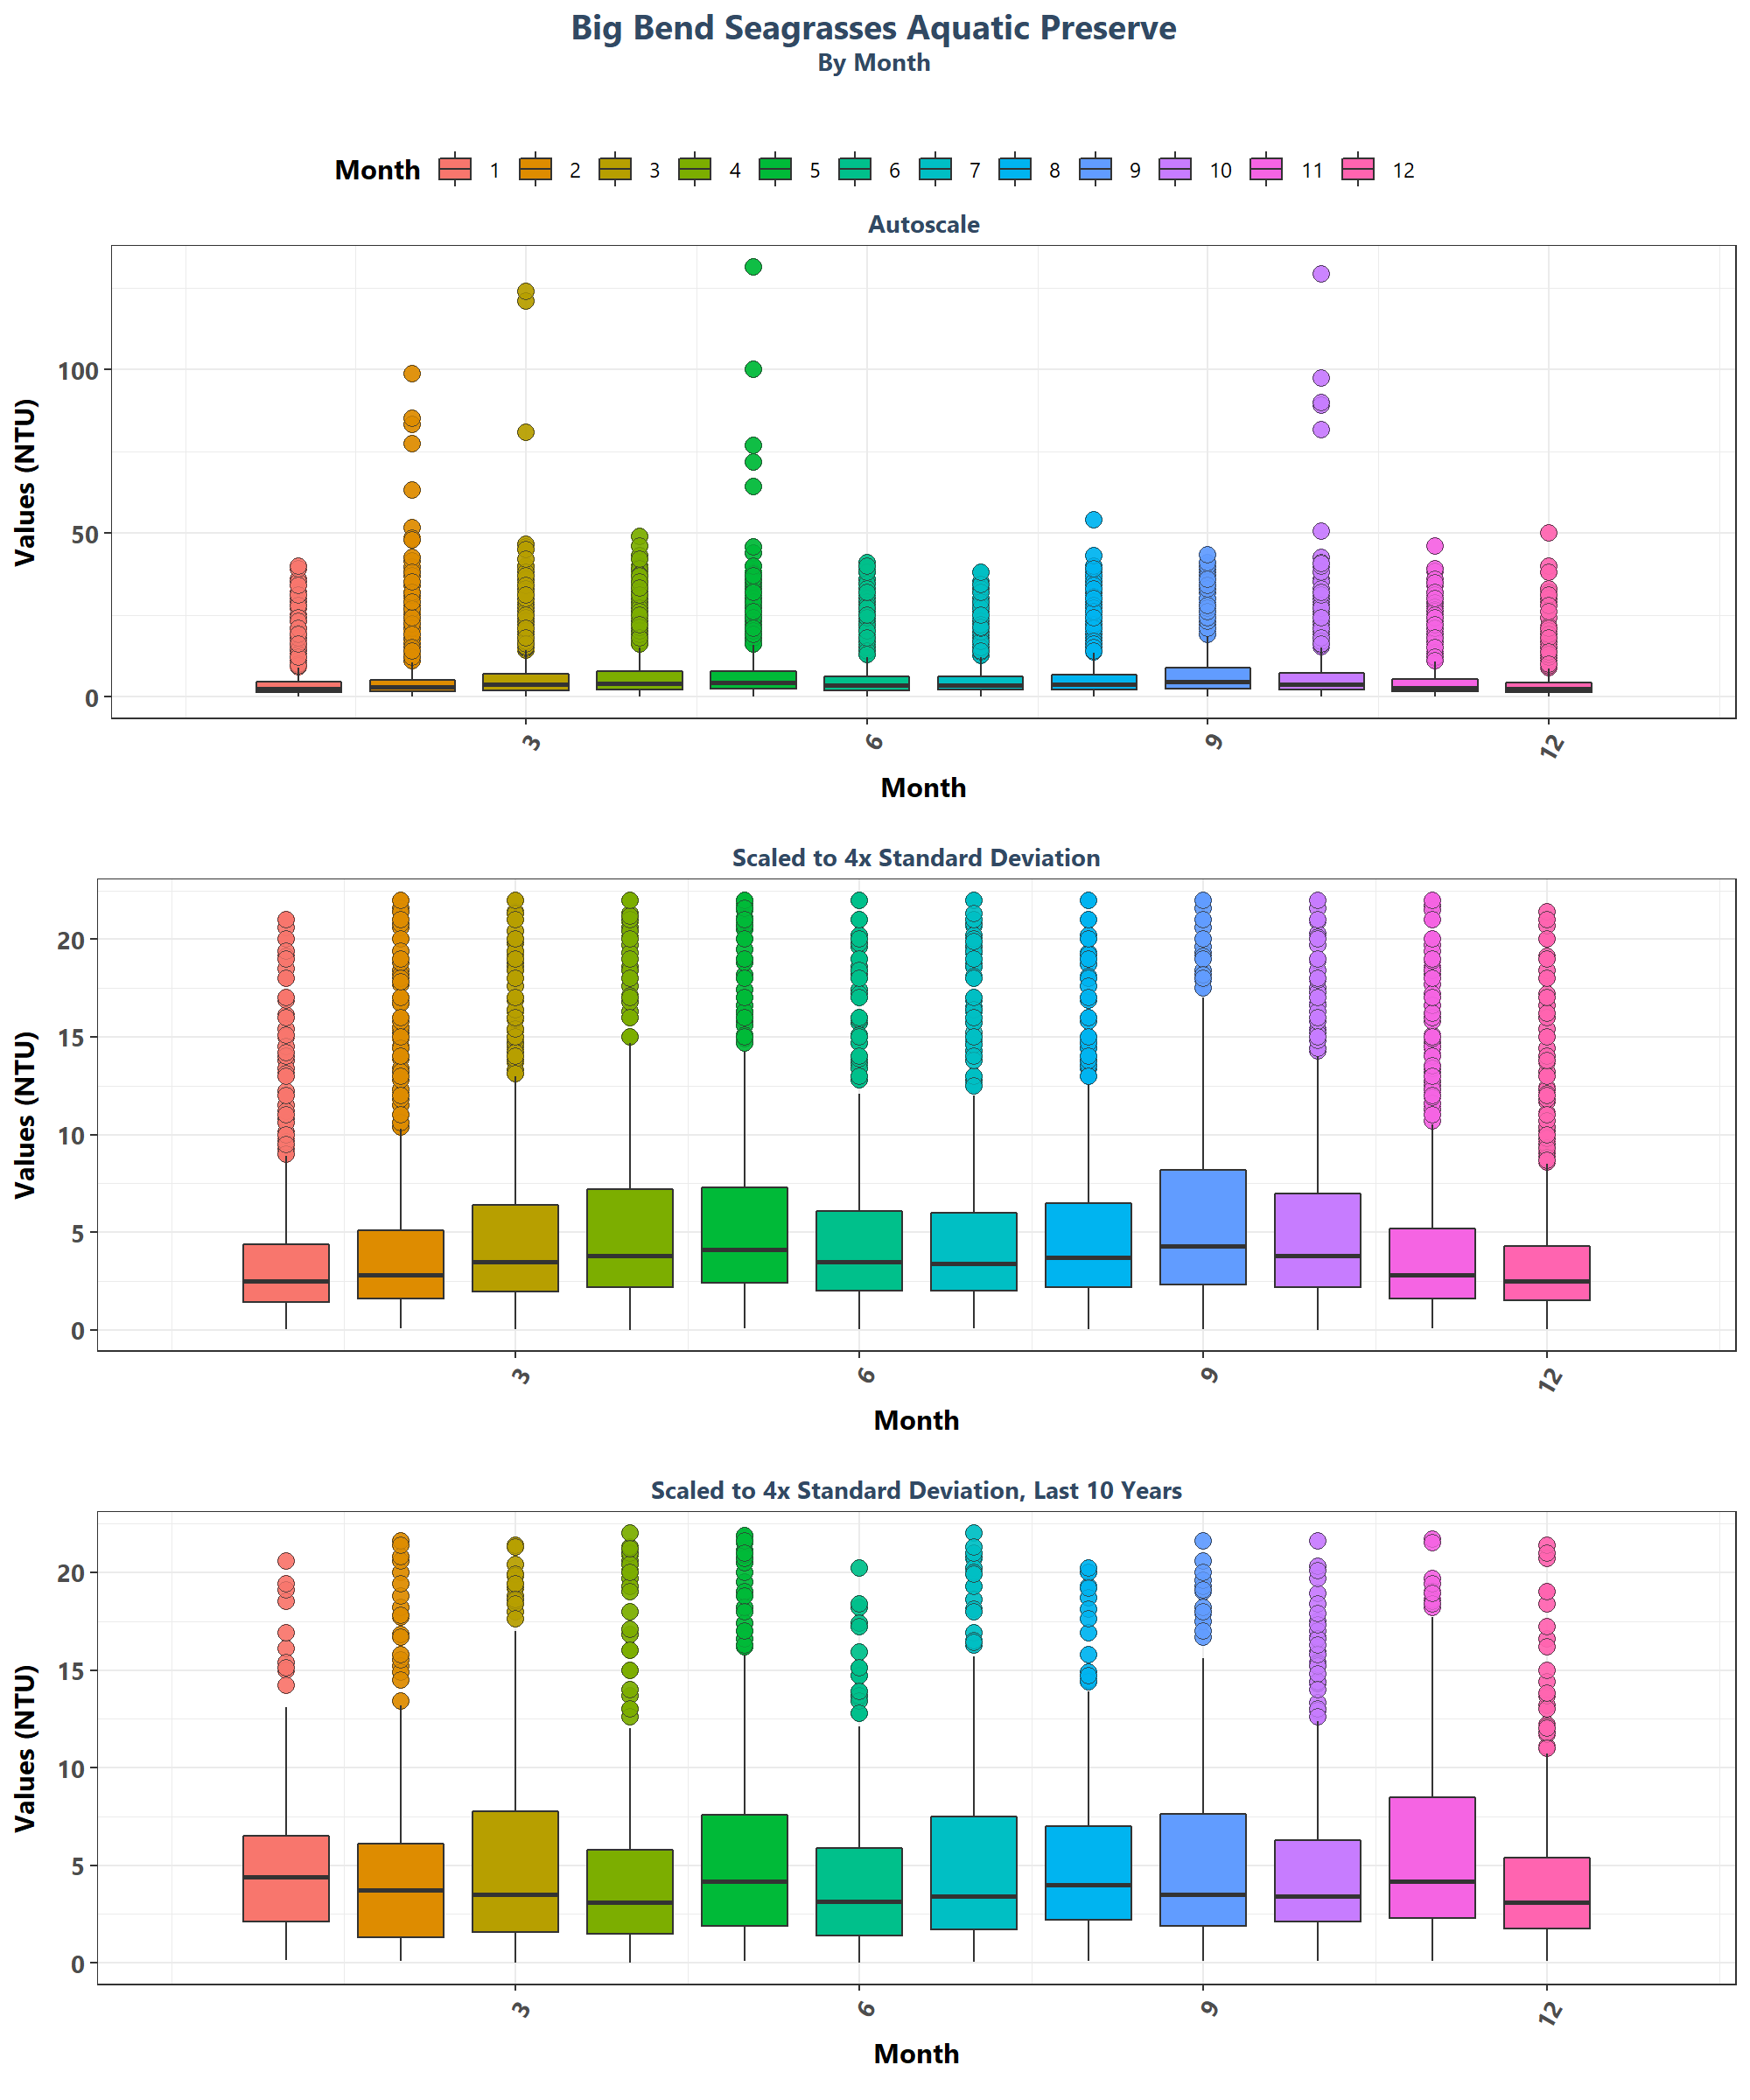 Big Bend Seagrasses Aquatic Preserve
By Month
Month 1 2 3 4 5 6 7 8 9 10 11 12
Autoscale
Values (NTU)
100
50
0
3 6 9 12
Month
Scaled to 4x Standard Deviation
Values (NTU)
20
15
10
5
0
3 6 9 12
Month
Scaled to 4x Standard Deviation, Last 10 Years
Values (NTU)
20
15
10
5
0
3 6 9 12
Month